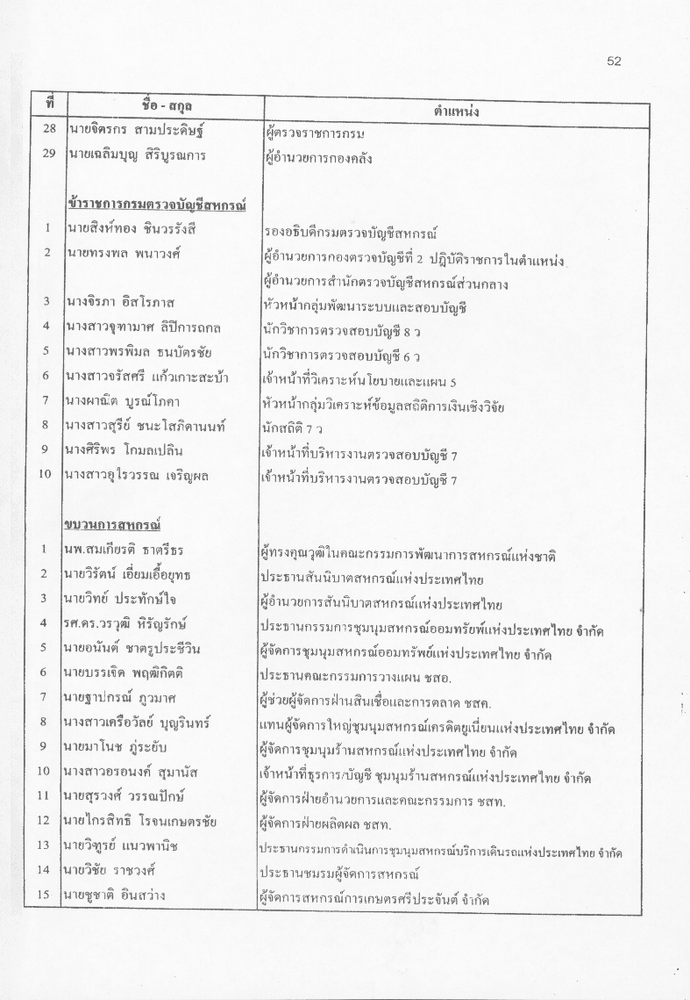 52
ที่ ชื่อ - สกุล ตำแหน่ง
28 นายจิตรกร สามประดิษฐ์ ผู้ตรวจราชการกรม
29 นายเฉลิมบุญ สิริบูรณการ ผู้อำนวยการกองคลัง
ข้าราชการกรมตรวจบัญชีสหกรณ์
1 นายสิงห์ทอง ชินวรรังสี รองอธิบดีกรมตรวจบัญชีสหกรณ์
2 นายทรงพล พนาวงศ์ ผู้อำนวยการกองตรวจบัญชีที่ 2 ปฎิบัติราชการในตำแหน่ง
ผู้อำนวยการสำนักตรวจบัญชีสหกรณ์ส่วนกลาง
3 นางจิรภา อิสโรภาส หัวหน้ากลุ่มพัฒนาระบบและสอบบัญชี
4 นางสาวจุฑามาศ ลิปิการถกล นักวิชาการตรวจสอบบัญชี 8 ว
5 นางสาวพรพิมล ธนบัตรชัย นักวิชาการตรวจสอบบัญชี 6 ว
6 นางสาวจรัสศรี แก้วเกาะสะบ้า เจ้าหน้าที่วิเคราะห์นโยบายและแผน 5
7 นางผาณิต บูรณ์โภคา หัวหน้ากลุ่มวิเคราะห์ข้อมูลสถิติการเงินเชิงวิจัย
8 นางสาวสุรีย์ ชนะโสภิดานนท์ นักสถิติ 7 ว
9 นางศิริพร โกมลเปลิน เจ้าหน้าที่บริหารงานตรวจสอบบัญชี 7
10 นางสาวอุไรวรรณ เจริญผล เจ้าหน้าที่บริหารงานตรวจสอบบัญชี 7
ขบวนการสหกรณ์
1 นพ.สมเกียรติ ธาตรีธร ผู้ทรงคุณวุฒิในคณะกรรมการพัฒนาการสหกรณ์แห่งชาติ
2 นายวิรัตน์ เอี่ยมเอื้อยุทธ ประธานสันนิบาตสหกรณ์แห่งประเทศไทย
3 นายวิทย์ ประทักษ์ใจ ผู้อำนวยการสันนิบาตสหกรณ์แห่งประเทศไทย
4 รศ.ดร.วรวุฒิ หิรัญรักษ์ ประธานกรรมการชุมนุมสหกรณ์ออมทรัพย์แห่งประเทศไทย จำกัด
5 นายอนันต์ ชาตรูประชีวิน ผู้จัดการชุมนุมสหกรณ์ออมทรัพย์แห่งประเทศไทย จำกัด
6 นายบรรเจิด พฤฒิกิตติ ประธานคณะกรรมการวางแผน ชสอ.
7 นายฐาปกรณ์ ภูวมาศ ผู้ช่วยผู้จัดการฝ่านสินเชื่อและการตลาด ชสค.
8 นางสาวเครือวัลย์ บุญรินทร์ แทนผู้จัดการใหญ่ชุมนุมสหกรณ์เครดิตยูเนี่ยนแห่งประเทศไทย จำกัด
9 นายมาโนช ภู่ระยับ ผู้จัดการชุมนุมร้านสหกรณ์แห่งประเทศไทย จำกัด
10 นางสาวอรอนงค์ สุมานัส เจ้าหน้าที่ธุรการ/บัญชี ชุมนุมร้านสหกรณ์แห่งประเทศไทย จำกัด
11 นายสุรวงศ์ วรรณปักษ์ ผู้จัดการฝ่ายอำนวยการและคณะกรรมการ ชสท.
12 นายไกรสิทธิ โรจนเกษตรชัย ผู้จัดการฝ่ายผลิตผล ชสท.
13 นายวิฑูรย์ แนวพานิช ประธานกรรมการดำเนินการชุมนุมสหกรณ์บริการเดินรถแห่งประเทศไทย จำกัด
14 นายวิชัย ราชวงศ์ ประธานชมรมผู้จัดการสหกรณ์
15 นายชูชาติ อินสว่าง ผู้จัดการสหกรณ์การเกษตรศรีประจันต์ จำกัด